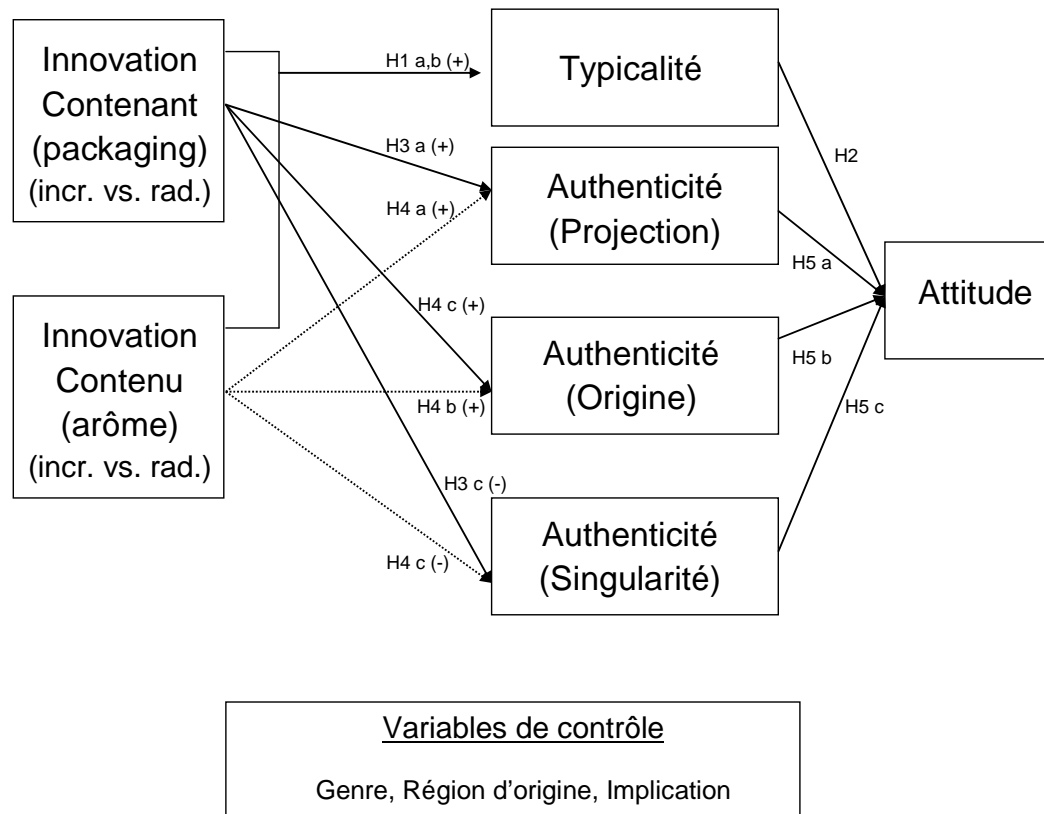 Innovation
Contenant
(packaging)
(incr. vs. rad.)
Innovation
Contenu
(arôme)
(incr. vs. rad.)
H1 a,b (+)
H3 a (+)
H4 a (+)
H4 c (+)
H4 b (+)
H3 c (-)
H4 c (-)
Typicalité
Authenticité
(Projection)
Authenticité
(Origine)
Authenticité
(Singularité)
H2
H5 a
H5 b
H5 c
Attitude
Variables de contrôle
Genre, Région d'origine, Implication